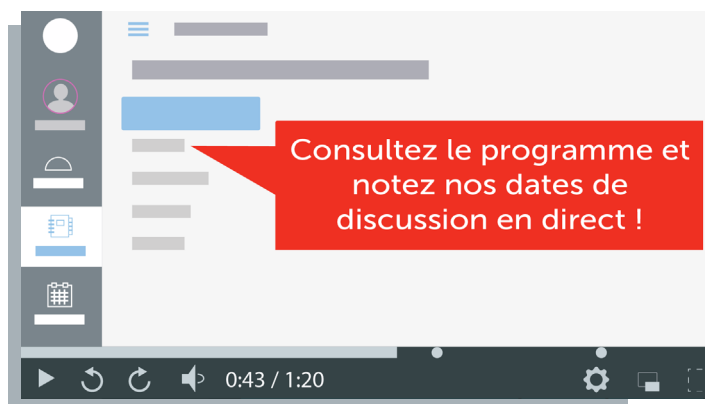 Consultez le programme et
notez nos dates de
discussion en direct !
0:43 / 1:20